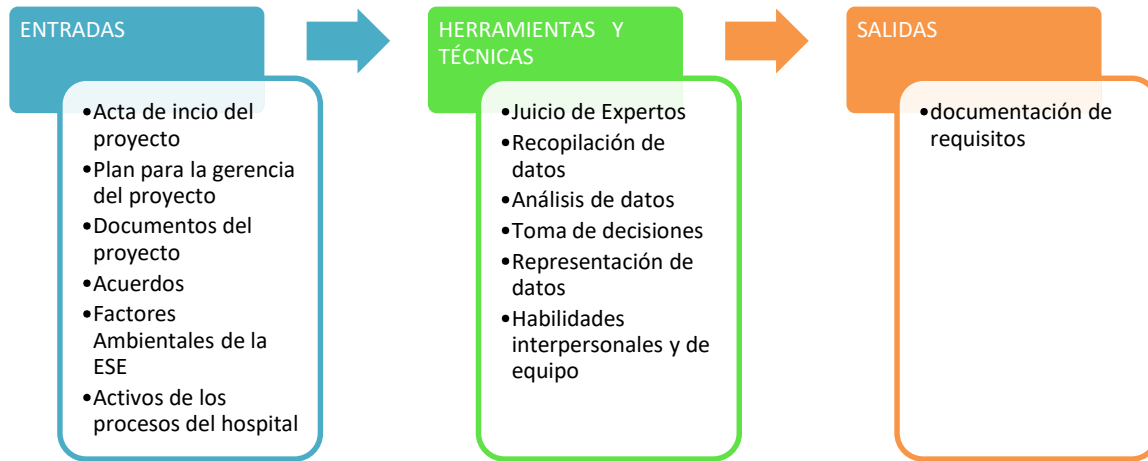 ENTRADAS
•Acta de incio del
proyecto
•Plan para la gerencia
del proyecto
•Documentos del
proyecto
•Acuerdos
•Factores
Ambientales de la
ESE
•Activos de los
procesos del hospital
HERRAMIENTAS Y
TÉCNICAS
•Juicio de Expertos
•Recopilación de
datos
•Análisis de datos
•Toma de decisiones
•Representación de
datos
•Habilidades
interpersonales y de
equipo
SALIDAS
•documentación de
requisitos